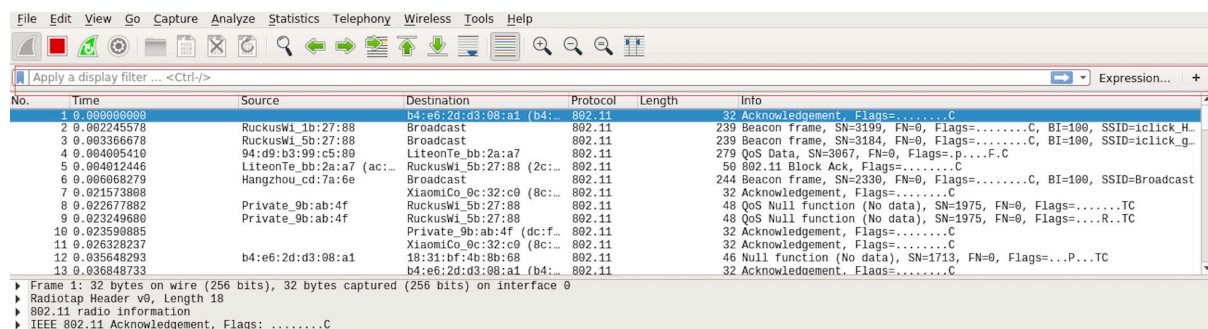 File Edit View Go Capture Analyze Statistics Telephony Wireless Tools Help
Apply a display filter ... <Ctrl-/> Expression... +
No. Time Source Destination Protocol Length Info
1 0.000000000 b4:e6:2d:d3:08:a1 (b4:… 802.11 32 Acknowledgement, Flags=........C
2 0.002245578 RuckusWi_1b:27:88 Broadcast 802.11 239 Beacon frame, SN=3199, FN=0, Flags=........C, BI=100, SSID=iclick_H…
3 0.003366678 RuckusWi_5b:27:88 Broadcast 802.11 239 Beacon frame, SN=3184, FN=0, Flags=........C, BI=100, SSID=iclick_g…
4 0.004005410 94:d9:b3:99:c5:80 LiteonTe_bb:2a:a7 802.11 279 QoS Data, SN=3067, FN=0, Flags=.p....F.C
5 0.004012446 LiteonTe_bb:2a:a7 (ac:… RuckusWi_5b:27:88 (2c:… 802.11 50 802.11 Block Ack, Flags=........C
6 0.006068279 Hangzhou_cd:7a:6e Broadcast 802.11 244 Beacon frame, SN=2330, FN=0, Flags=........C, BI=100, SSID=Broadcast
7 0.021573808 XiaomiCo_0c:32:c0 (8c:… 802.11 32 Acknowledgement, Flags=........C
8 0.022677882 Private_9b:ab:4f RuckusWi_5b:27:88 802.11 48 QoS Null function (No data), SN=1975, FN=0, Flags=.......TC
9 0.023249680 Private_9b:ab:4f RuckusWi_5b:27:88 802.11 48 QoS Null function (No data), SN=1975, FN=0, Flags=....R..TC
10 0.023590885 Private_9b:ab:4f (dc:f… 802.11 32 Acknowledgement, Flags=........C
11 0.026328237 XiaomiCo_0c:32:c0 (8c:… 802.11 32 Acknowledgement, Flags=........C
12 0.035648293 b4:e6:2d:d3:08:a1 18:31:bf:4b:8b:68 802.11 46 Null function (No data), SN=1713, FN=0, Flags=...P...TC
13 0.036848733 b4:e6:2d:d3:08:a1 (b4:… 802.11 32 Acknowledgement, Flags=........C
Frame 1: 32 bytes on wire (256 bits), 32 bytes captured (256 bits) on interface 0
Radiotap Header v0, Length 18
802.11 radio information
IEEE 802.11 Acknowledgement, Flags: ........C